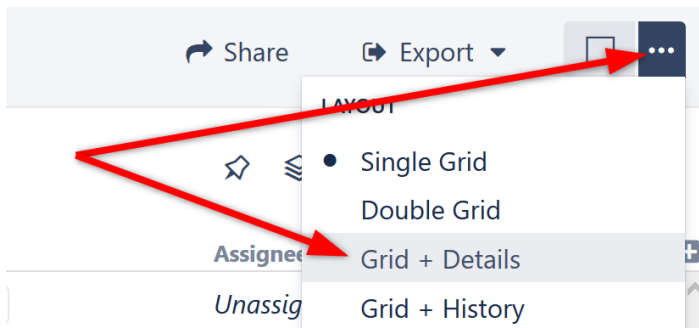 Share
Export
LAYOUT
Single Grid
Double Grid
Assignee
Grid + Details
Unassig
Grid + History